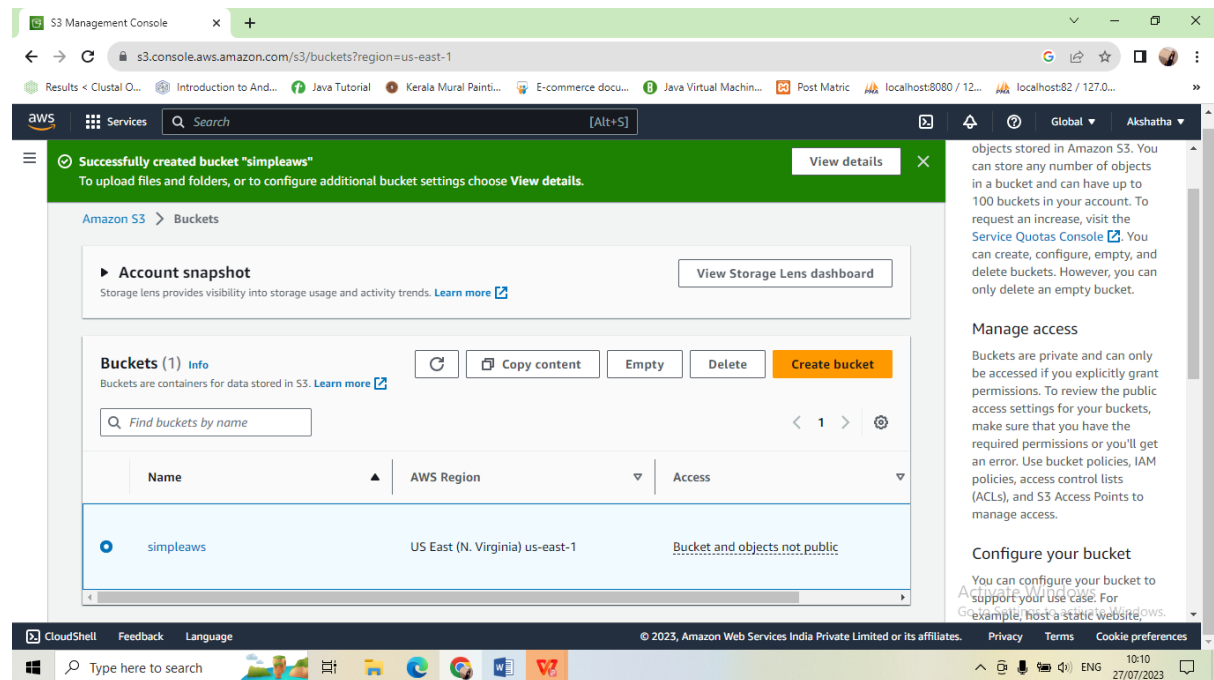 S3 Management Console
s3.console.aws.amazon.com/s3/buckets?region=us-east-1
Results < Clustal O... Introduction to And... Java Tutorial Kerala Mural Painti... E-commerce docu... Java Virtual Machin... Post Matric localhost:8080 / 12... localhost:82 / 127.0... »
aws Services Search [Alt+S] Global Akshatha
Successfully created bucket "simpleaws"
To upload files and folders, or to configure additional bucket settings choose View details.
View details
Amazon S3 > Buckets
Account snapshot
Storage lens provides visibility into storage usage and activity trends. Learn more
View Storage Lens dashboard
Buckets (1) Info
Buckets are containers for data stored in S3. Learn more
Copy content Empty Delete Create bucket
Find buckets by name
< 1 >
Name AWS Region Access
simpleaws US East (N. Virginia) us-east-1 Bucket and objects not public
objects stored in Amazon S3. You
can store any number of objects
in a bucket and can have up to
100 buckets in your account. To
request an increase, visit the
Service Quotas Console. You
can create, configure, empty, and
delete buckets. However, you can
only delete an empty bucket.
Manage access
Buckets are private and can only
be accessed if you explicitly grant
permissions. To review the public
access settings for your buckets,
make sure that you have the
required permissions or you'll get
an error. Use bucket policies, IAM
policies, access control lists
(ACLs), and S3 Access Points to
manage access.
Configure your bucket
You can configure your bucket to
support your use case. For
example, host a static website,
Activate Windows
Go to Settings to activate Windows.
CloudShell Feedback Language © 2023, Amazon Web Services India Private Limited or its affiliates. Privacy Terms Cookie preferences
Type here to search ENG 10:10
27/07/2023